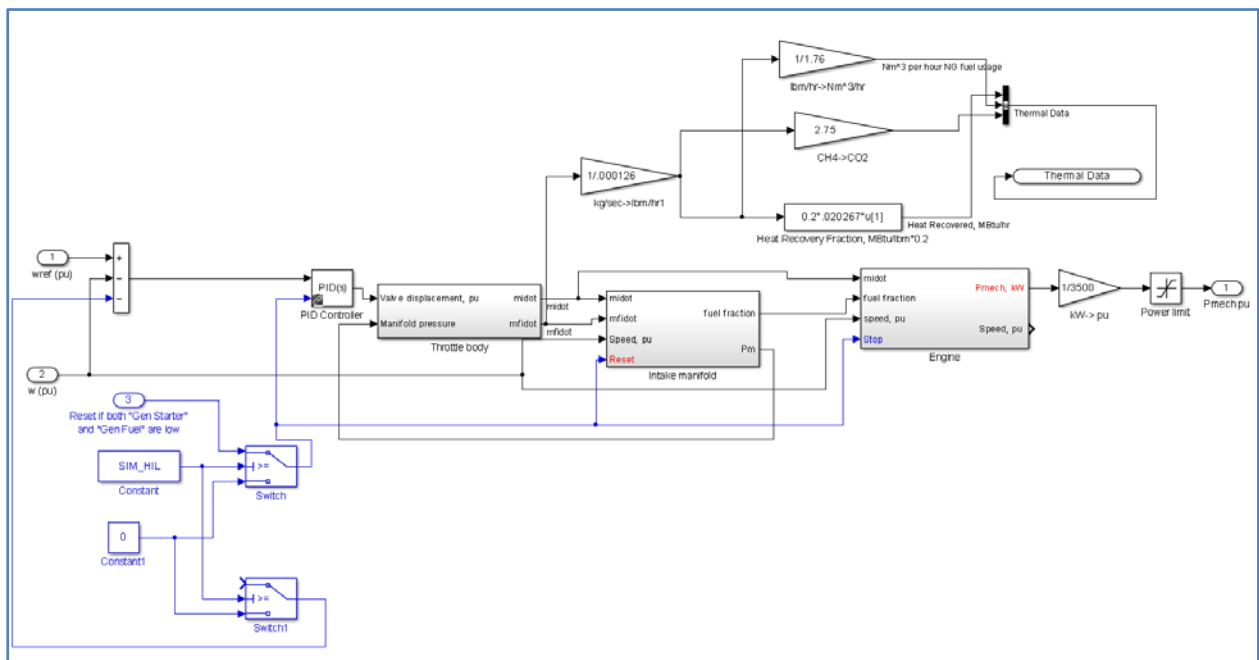 1/1.76
Nm^3 per hour NG fuel usage
lbm/hr->Nm^3/hr
Thermal Data
2.75
CH4->CO2
1/.000126
kg/sec->lbm/hr1
Thermal Data
0.2*.020267*u[1]
Heat Recovered, MBtu/hr
Heat Recovery Fraction, MBtu/lbm*0.2
1
wref (pu)
+
−
−
PID(s)
PID Controller
Valve displacement, pu
midot
Manifold pressure
mfidot
Throttle body
midot
mfidot
midot
mfidot
fuel fraction
Speed, pu
Pm
Reset
Intake manifold
midot
Pmech, kW
fuel fraction
speed, pu
Speed, pu
Stop
Engine
1/3500
kW-> pu
Power limit
1
Pmech pu
2
w (pu)
3
Reset if both "Gen Starter"
and "Gen Fuel" are low
SIM_HIL
Constant
>=
Switch
0
Constant1
>=
Switch1